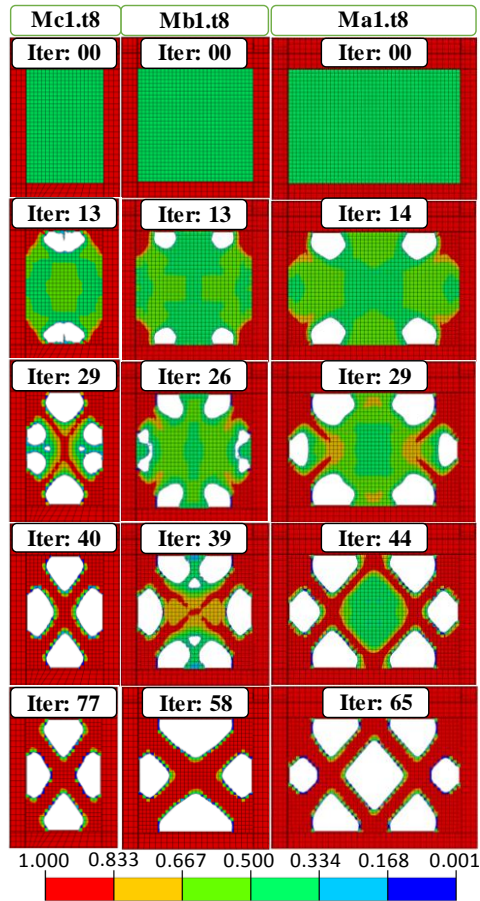 Mc1.t8 Mb1.t8 Ma1.t8
Iter: 00 Iter: 00 Iter: 00
Iter: 13 Iter: 13 Iter: 14
Iter: 29 Iter: 26 Iter: 29
Iter: 40 Iter: 39 Iter: 44
Iter: 77 Iter: 58 Iter: 65
1.000 0.833 0.667 0.500 0.334 0.168 0.001